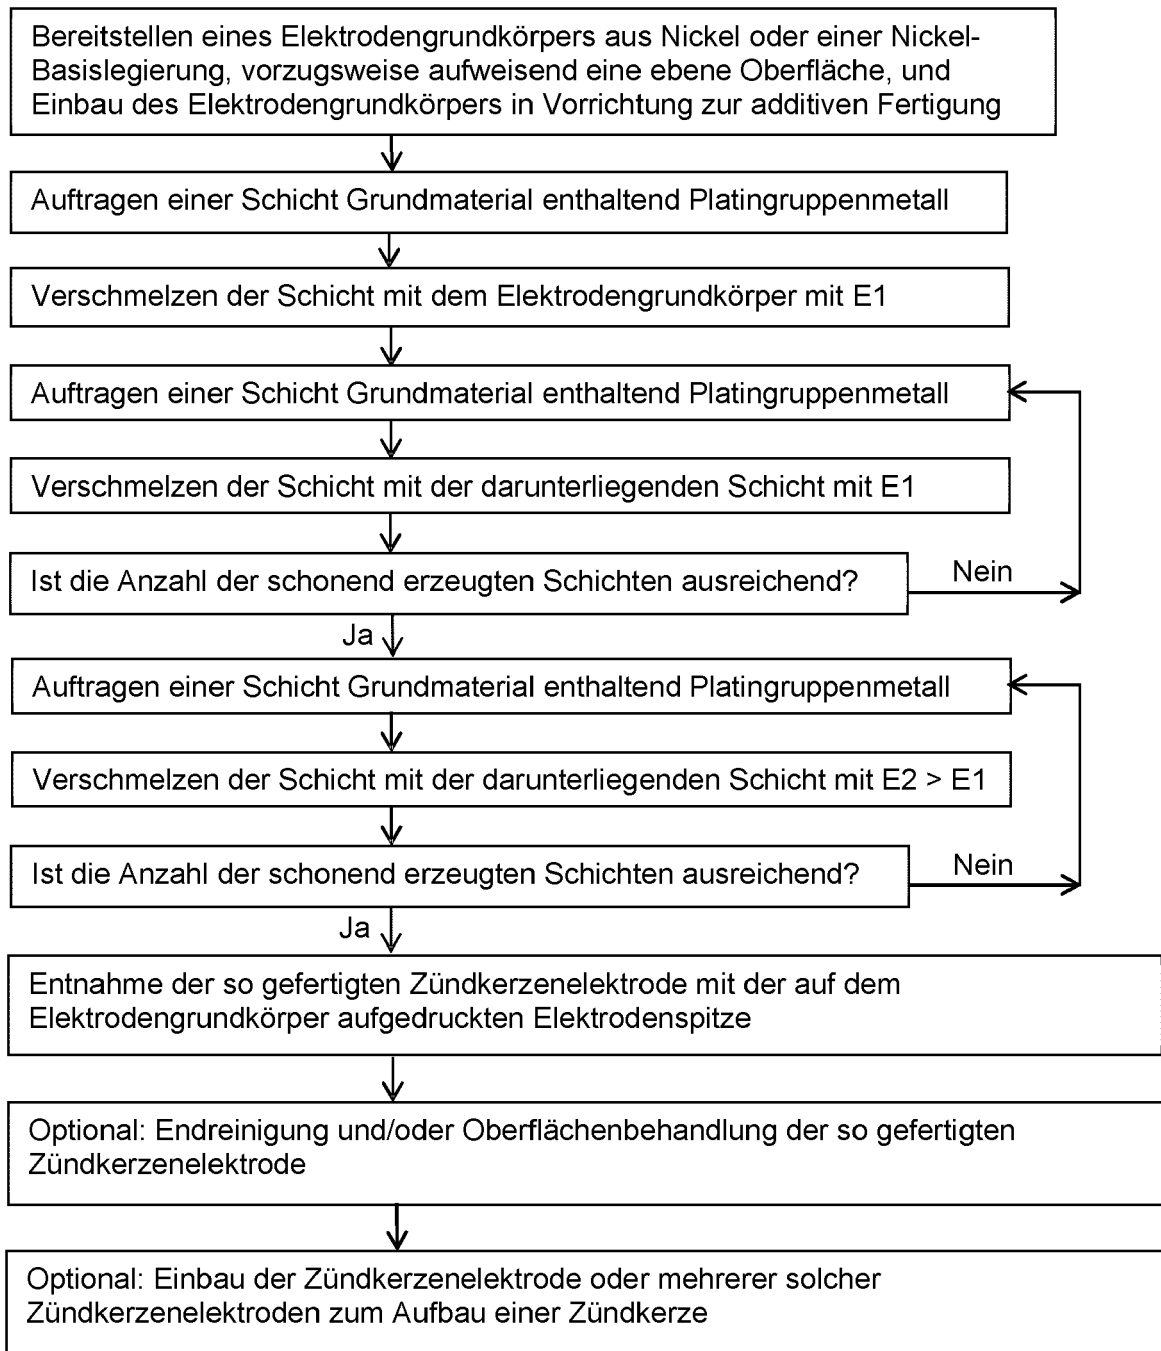 Bereitstellen eines Elektrodengrundkörpers aus Nickel oder einer Nickel-
Basislegierung, vorzugsweise aufweisend eine ebene Oberfläche, und
Einbau des Elektrodengrundkörpers in Vorrichtung zur additiven Fertigung
Auftragen einer Schicht Grundmaterial enthaltend Platingruppenmetall
Verschmelzen der Schicht mit dem Elektrodengrundkörper mit E1
Auftragen einer Schicht Grundmaterial enthaltend Platingruppenmetall
Verschmelzen der Schicht mit der darunterliegenden Schicht mit E1
Ist die Anzahl der schonend erzeugten Schichten ausreichend?
Nein
Ja
Auftragen einer Schicht Grundmaterial enthaltend Platingruppenmetall
Verschmelzen der Schicht mit der darunterliegenden Schicht mit E2 > E1
Ist die Anzahl der schonend erzeugten Schichten ausreichend?
Nein
Ja
Entnahme der so gefertigten Zündkerzenelektrode mit der auf dem
Elektrodengrundkörper aufgedruckten Elektrodenspitze
Optional: Endreinigung und/oder Oberflächenbehandlung der so gefertigten
Zündkerzenelektrode
Optional: Einbau der Zündkerzenelektrode oder mehrerer solcher
Zündkerzenelektroden zum Aufbau einer Zündkerze